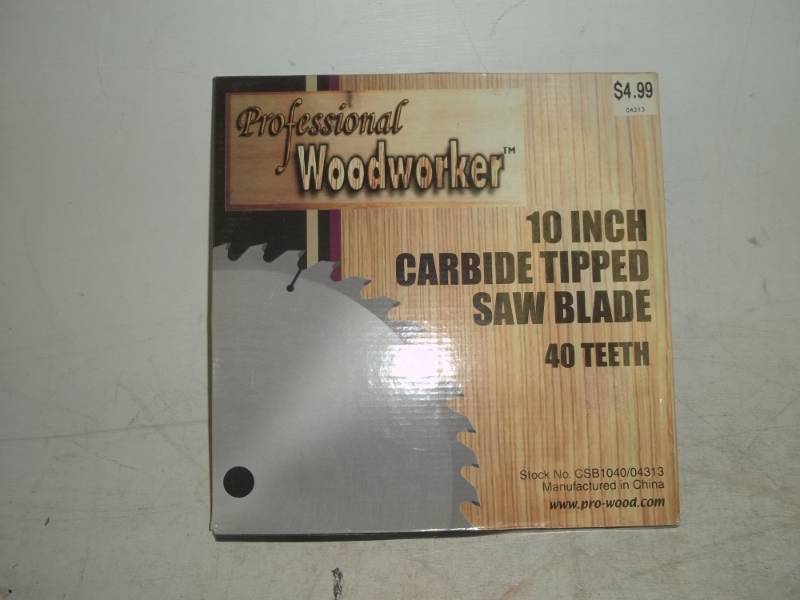 $4.99
04313
Professional
Woodworker™
10 INCH
CARBIDE TIPPED
SAW BLADE
40 TEETH
Stock No. CSB1040/04313
Manufactured in China
www.pro-wood.com